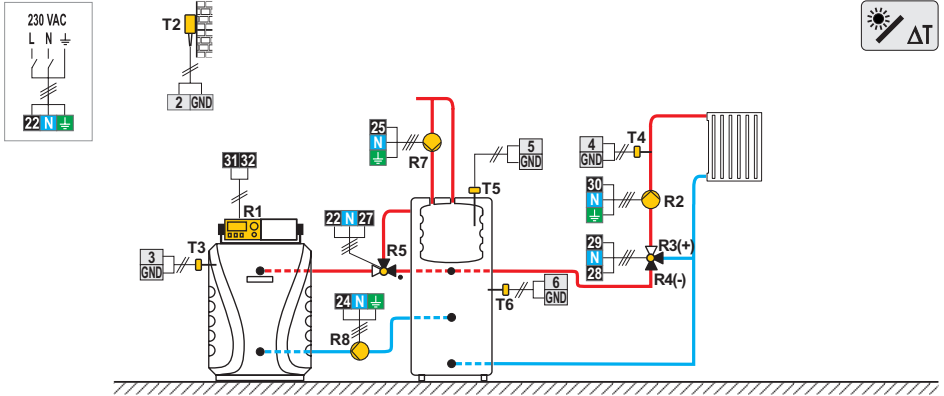 230 VAC
L N
22 N
T2
2 GND
ΔT
25
N
R7
5
GND
T5
4
GND
T4
30
N
R2
31 32
R1
22 N 27
R5
29
N
28
R3(+)
R4(-)
3
GND
T3
6
GND
T6
24 N
R8